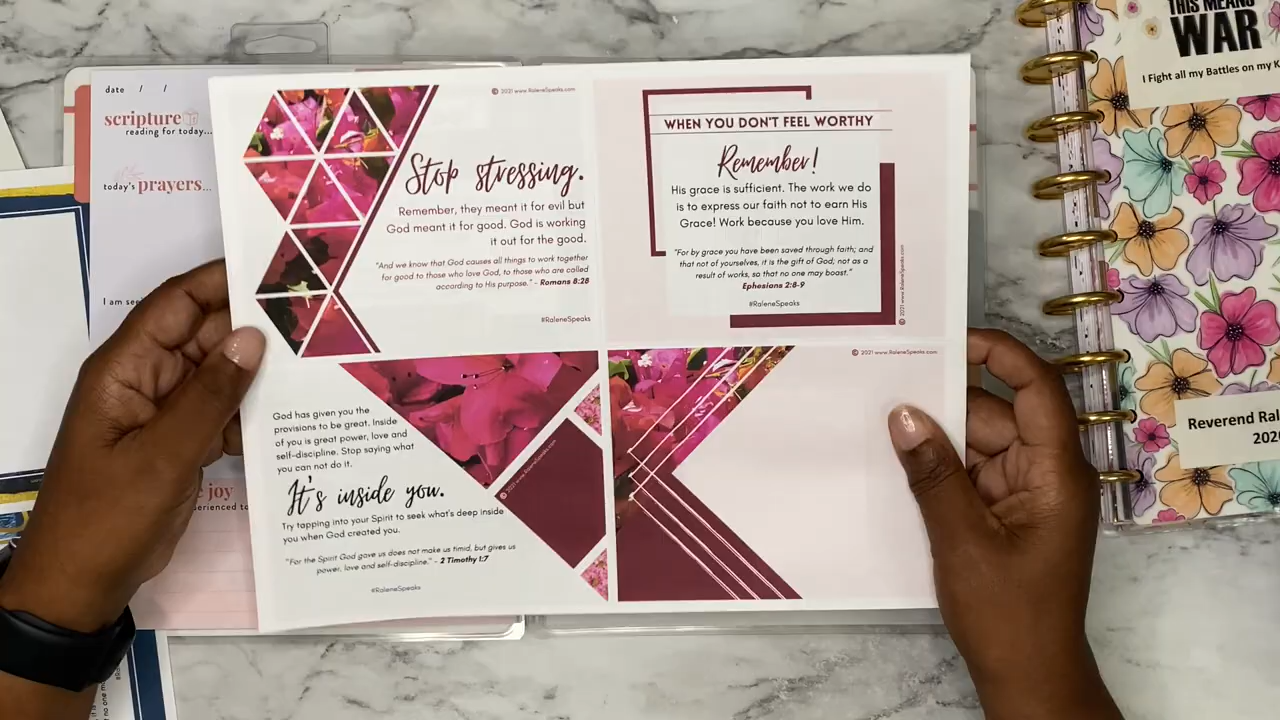 date / /
scripture
reading for today...
today's prayers...
I am
joy
THIS MEANS
WAR
I Fight all my Battles on my
Reverend
© 2021 www.RaleneSpeaks.com
Stop stressing.
Remember, they meant it for evil but
God meant it for good. God is working
it out for the good.
"And we know that God causes all things to work together
for good to those who love God, to those who are called
according to His purpose." - Romans 8:28
#RaleneSpeaks
WHEN YOU DON'T FEEL WORTHY
Remember!
His grace is sufficient. The work we do
is to express our faith not to earn His
Grace! Work because you love Him.
"For by grace you have been saved through faith; and
that not of yourselves, it is the gift of God; not as a
result of works, so that no one may boast."
Ephesians 2:8-9
#RaleneSpeaks
© 2021 www.RaleneSpeaks.com
God has given you the
provisions to be great. Inside
of you is great power, love and
self-discipline. Stop saying what
you can not do it.
It's inside you.
Try tapping into your Spirit to seek what's deep inside
you when God created you.
"For the Spirit God gave us does not make us timid, but gives us
power, love and self-discipline." - 2 Timothy 1:7
#RaleneSpeaks
© 2021 www.RaleneSpeaks.com
© 2021 www.RaleneSpeaks.com